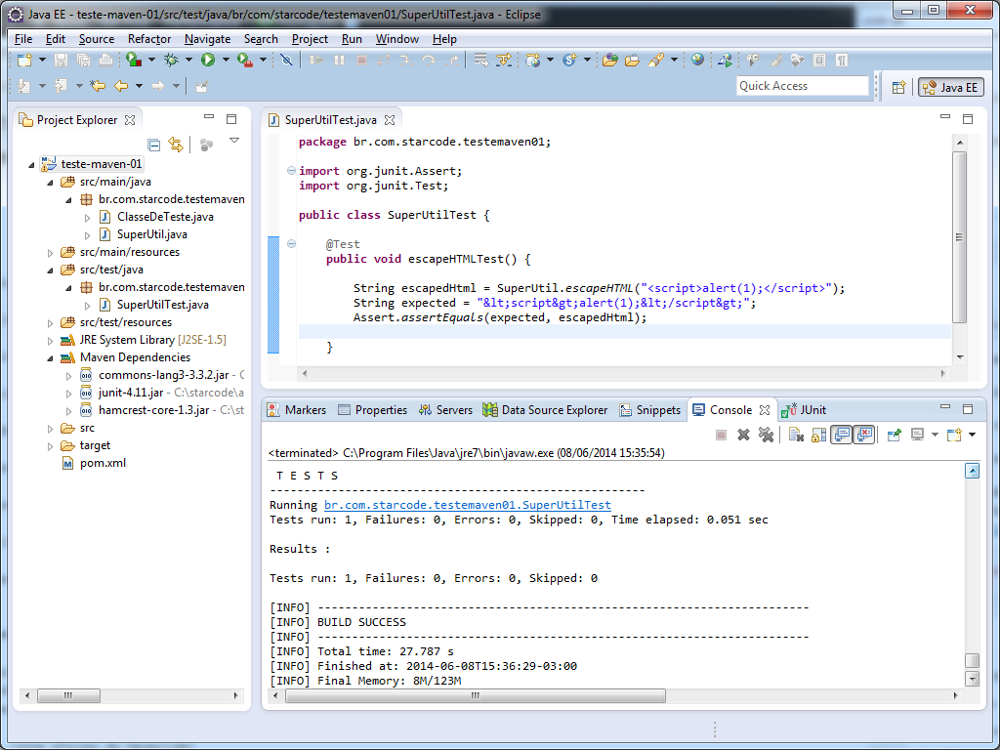 Java EE - teste-maven-01/src/test/java/br/com/starcode/testemaven01/SuperUtilTest.java - Eclipse
File Edit Source Refactor Navigate Search Project Run Window Help
Quick Access
Java EE
Project Explorer
teste-maven-01
src/main/java
br.com.starcode.testemaven
ClasseDeTeste.java
SuperUtil.java
src/main/resources
src/test/java
br.com.starcode.testemaven
SuperUtilTest.java
src/test/resources
JRE System Library [J2SE-1.5]
Maven Dependencies
commons-lang3-3.3.2.jar - C
junit-4.11.jar - C:\starcode\a
hamcrest-core-1.3.jar - C:\st
src
target
pom.xml
SuperUtilTest.java
package br.com.starcode.testemaven01;
import org.junit.Assert;
import org.junit.Test;
public class SuperUtilTest {
@Test
public void escapeHTMLTest() {
String escapedHtml = SuperUtil.escapeHTML("<script>alert(1);</script>");
String expected = "&lt;script&gt;alert(1);&lt;/script&gt;";
Assert.assertEquals(expected, escapedHtml);
}
Markers Properties Servers Data Source Explorer Snippets Console JUnit
<terminated> C:\Program Files\Java\jre7\bin\javaw.exe (08/06/2014 15:35:54)
T E S T S
-------------------------------------------------------
Running br.com.starcode.testemaven01.SuperUtilTest
Tests run: 1, Failures: 0, Errors: 0, Skipped: 0, Time elapsed: 0.051 sec
Results :
Tests run: 1, Failures: 0, Errors: 0, Skipped: 0
[INFO] ------------------------------------------------------------------------
[INFO] BUILD SUCCESS
[INFO] ------------------------------------------------------------------------
[INFO] Total time: 27.787 s
[INFO] Finished at: 2014-06-08T15:36:29-03:00
[INFO] Final Memory: 8M/123M